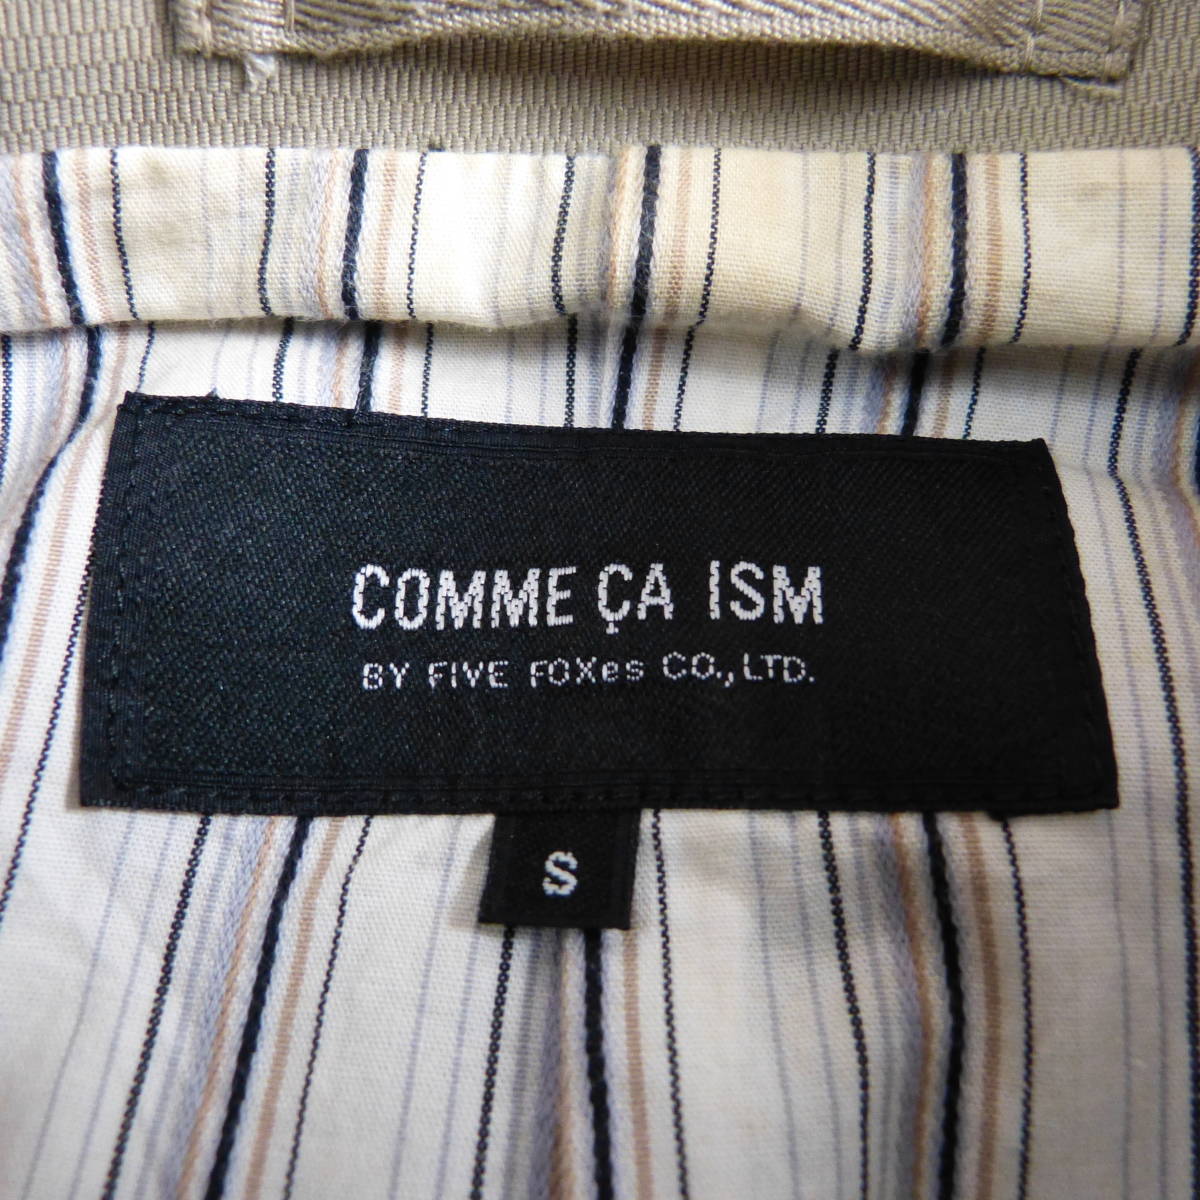 COMME ÇA ISM
BY FIVE FOXes CO.,LTD.
S